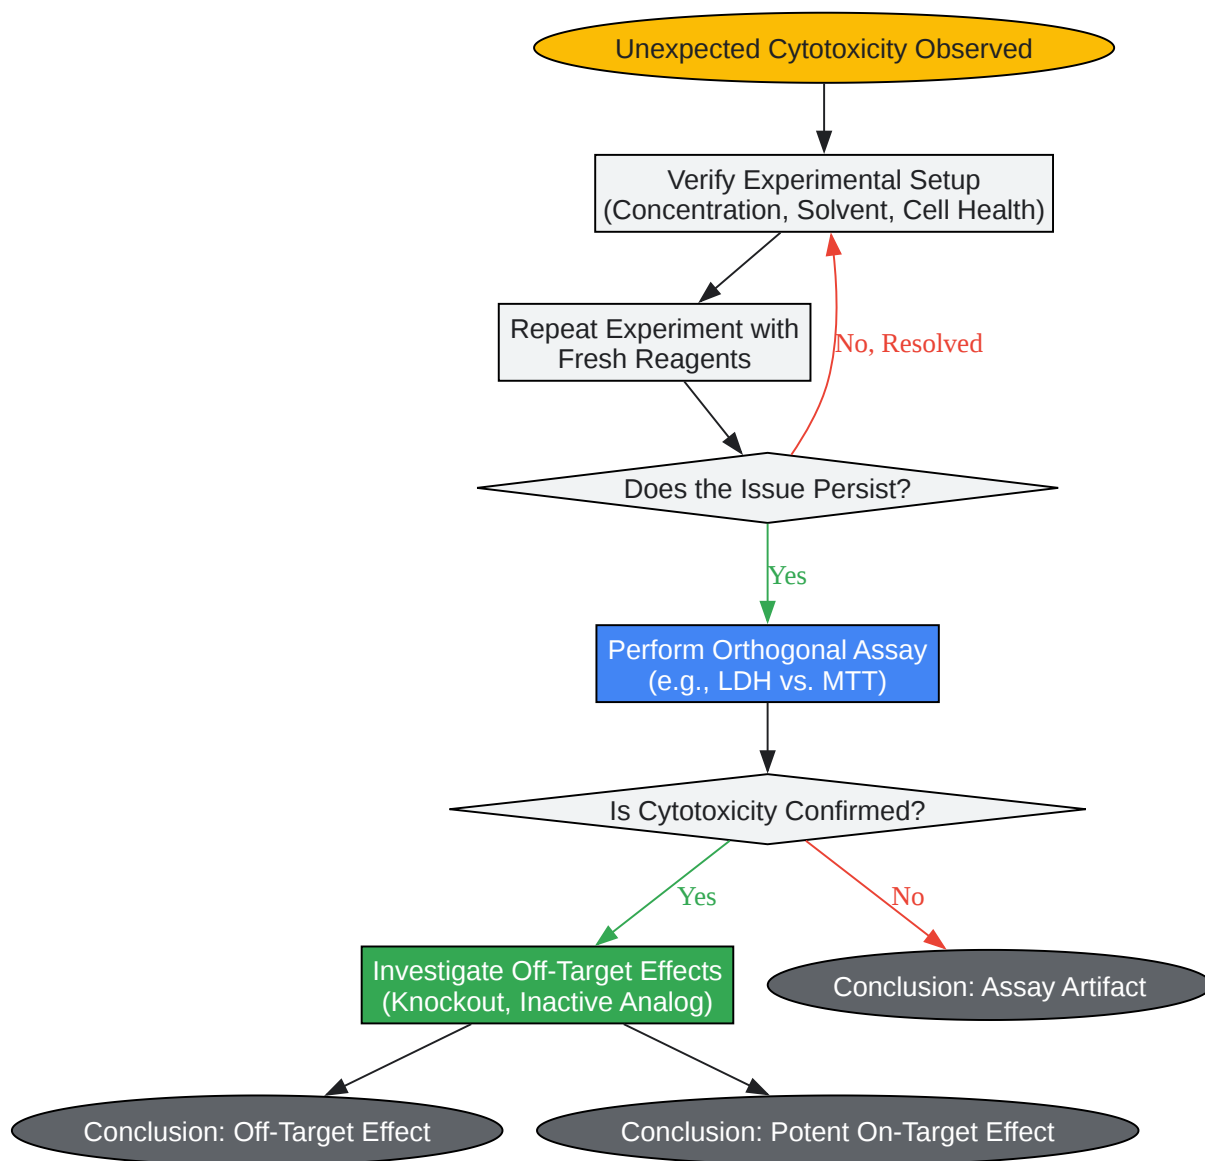 Unexpected Cytotoxicity Observed
Verify Experimental Setup
(Concentration, Solvent, Cell Health)
Repeat Experiment with
Fresh Reagents
No, Resolved
Does the Issue Persist?
Yes
Perform Orthogonal Assay
(e.g., LDH vs. MTT)
Is Cytotoxicity Confirmed?
Yes
No
Investigate Off-Target Effects
(Knockout, Inactive Analog)
Conclusion: Assay Artifact
Conclusion: Off-Target Effect
Conclusion: Potent On-Target Effect